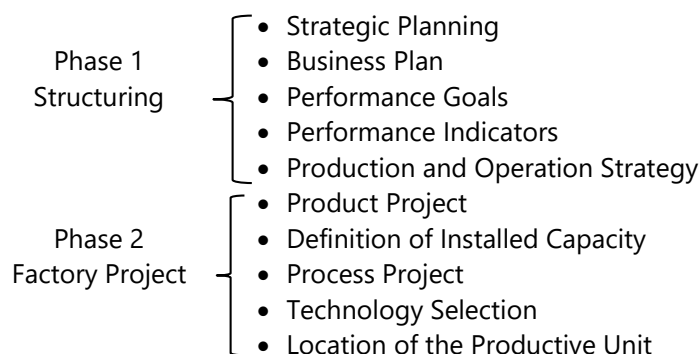 Phase 1
Structuring
• Strategic Planning
• Business Plan
• Performance Goals
• Performance Indicators
• Production and Operation Strategy
Phase 2
Factory Project
• Product Project
• Definition of Installed Capacity
• Process Project
• Technology Selection
• Location of the Productive Unit